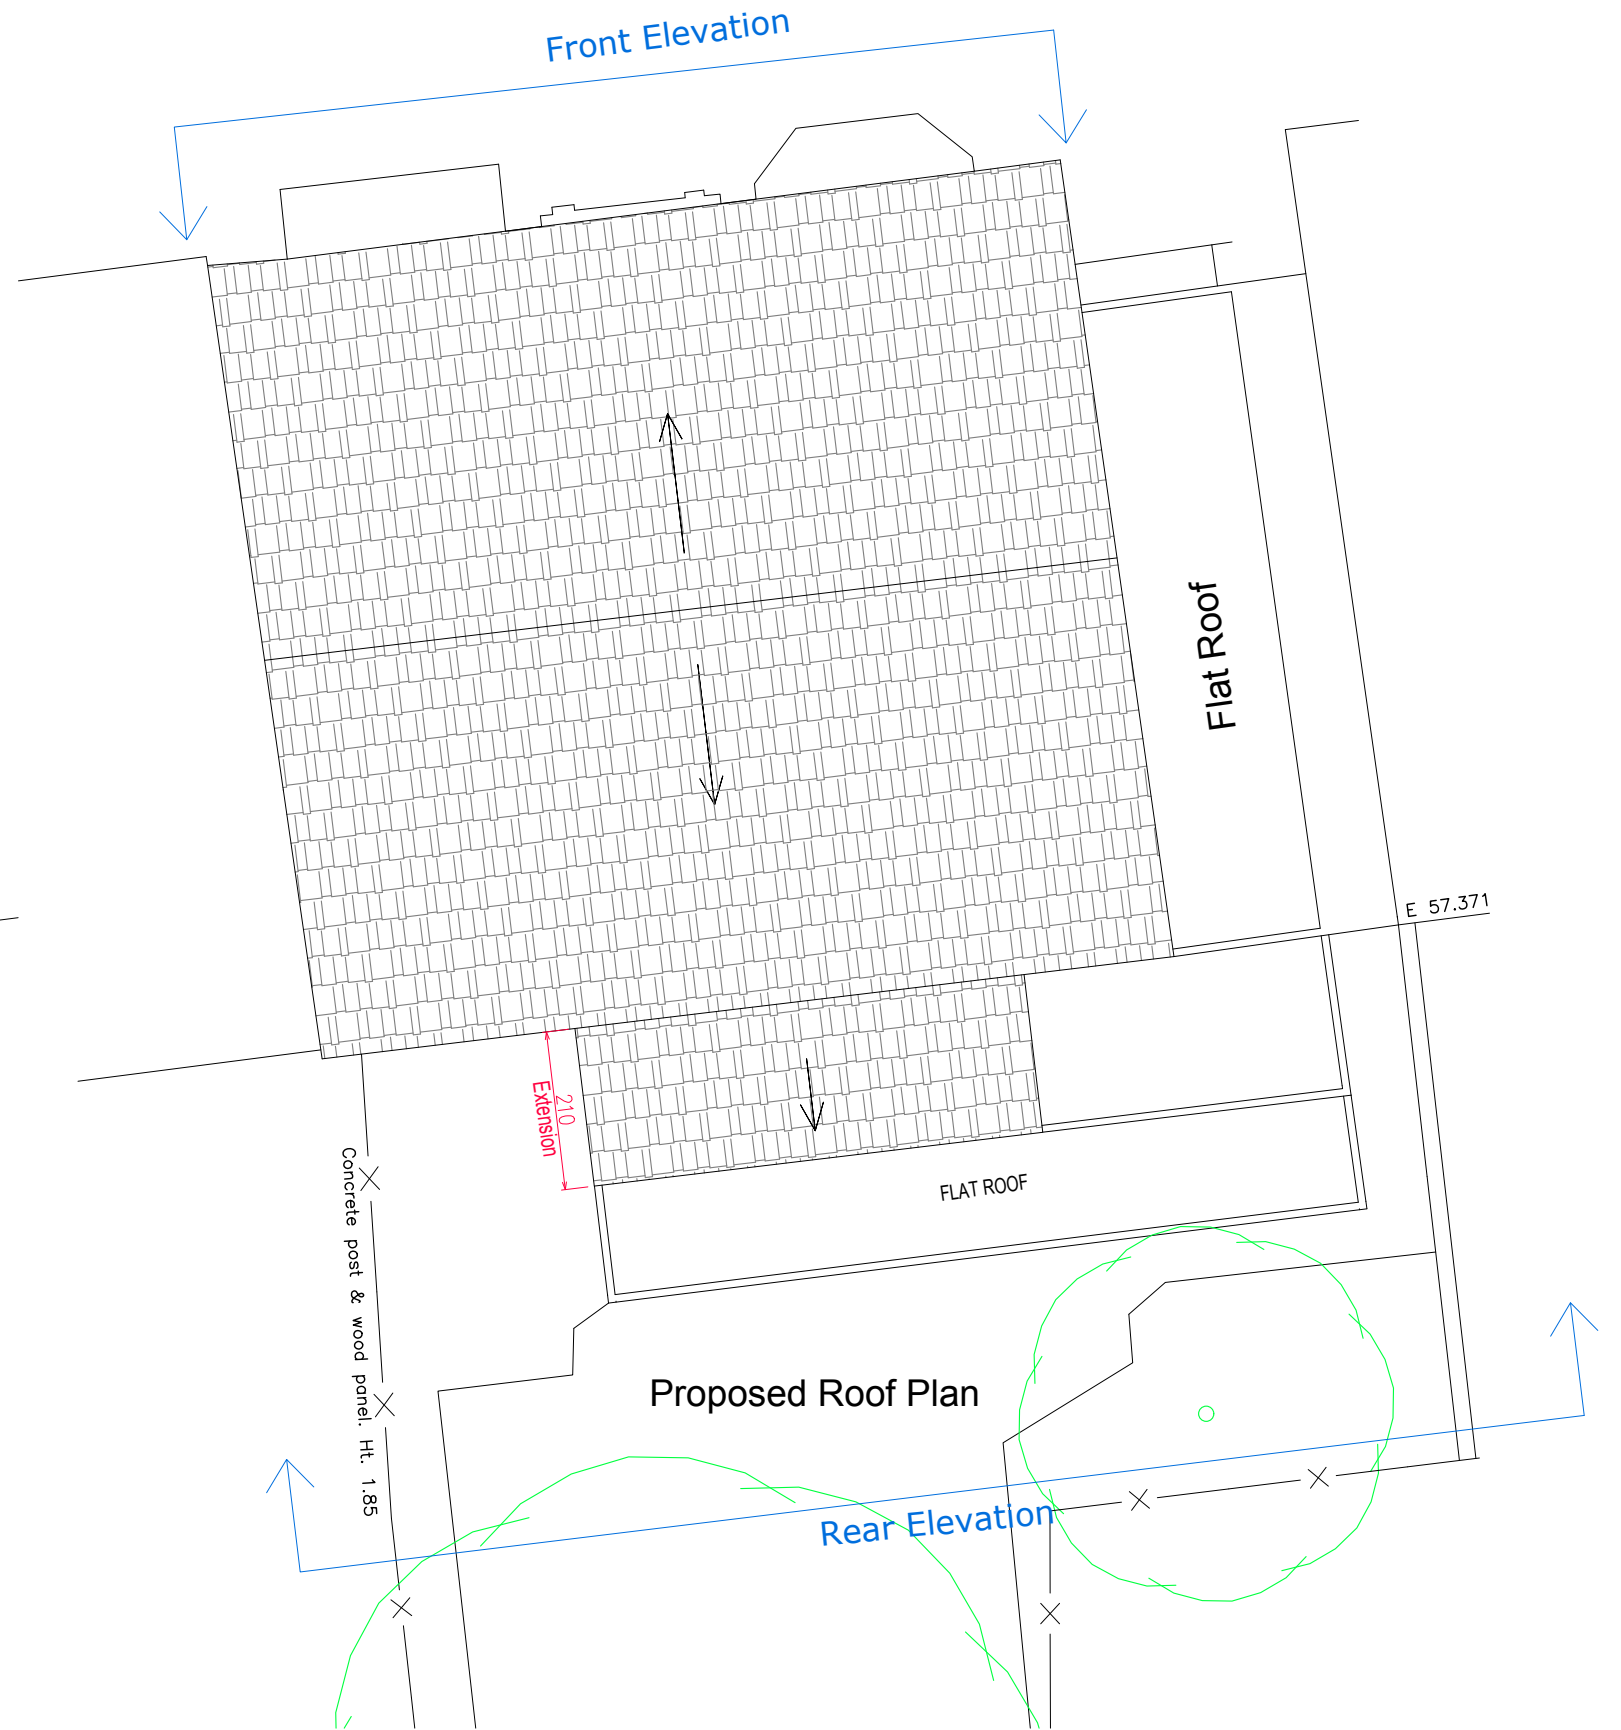 Front Elevation
Flat Roof
E 57.371
210
Extension
Concrete post & wood panel. Ht. 1.85
FLAT ROOF
Proposed Roof Plan
Rear Elevation